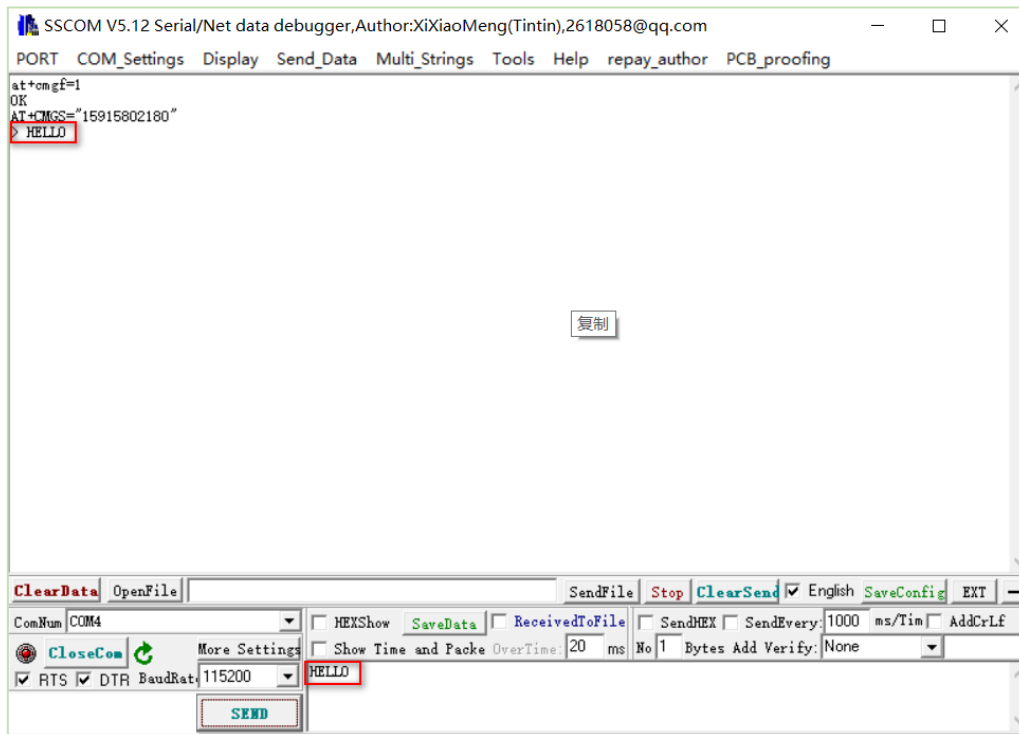 SSCOM V5.12 Serial/Net data debugger,Author:XiXiaoMeng(Tintin),2618058@qq.com
PORT COM_Settings Display Send_Data Multi_Strings Tools Help repay_author PCB_proofing
at+cmgf=1
OK
AT+CMGS="15915802180"
> HELLO
复制
ClearData OpenFile SendFile Stop ClearSend English SaveConfig EXT
ComNum COM4 HEXShow SaveData ReceivedToFile SendHEX SendEvery: 1000 ms/Tim AddCrLf
CloseCom More Settings Show Time and Packe OverTime: 20 ms No 1 Bytes Add Verify: None
RTS DTR BaudRat 115200 HELLO
SEND